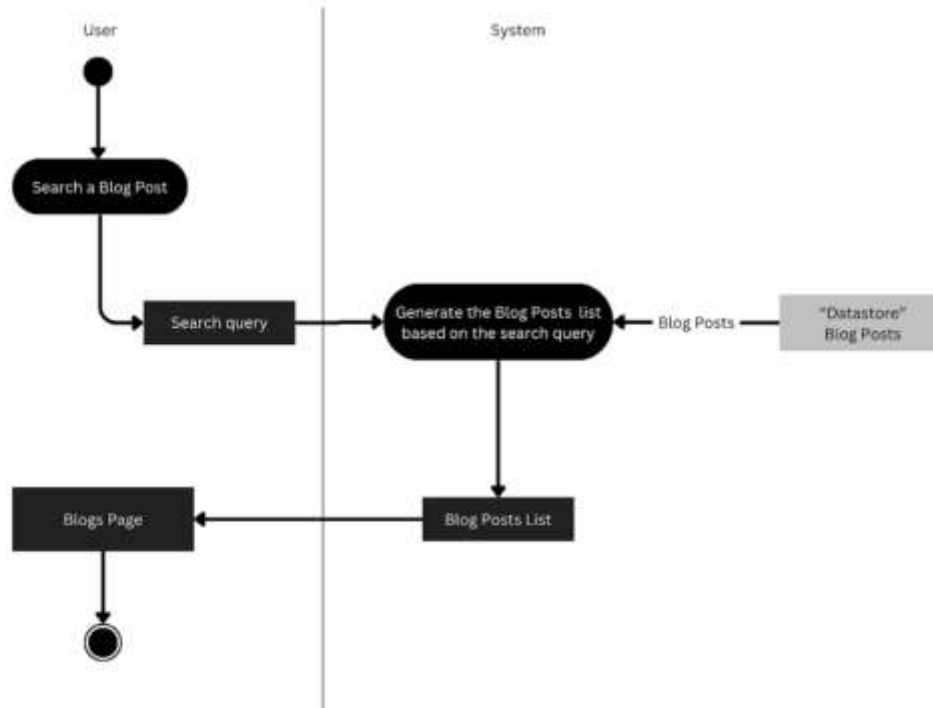 User
System
Search a Blog Post
Search query
Generate the Blog Posts list
based on the search query
Blog Posts
"Datastore"
Blog Posts
Blogs Page
Blog Posts List